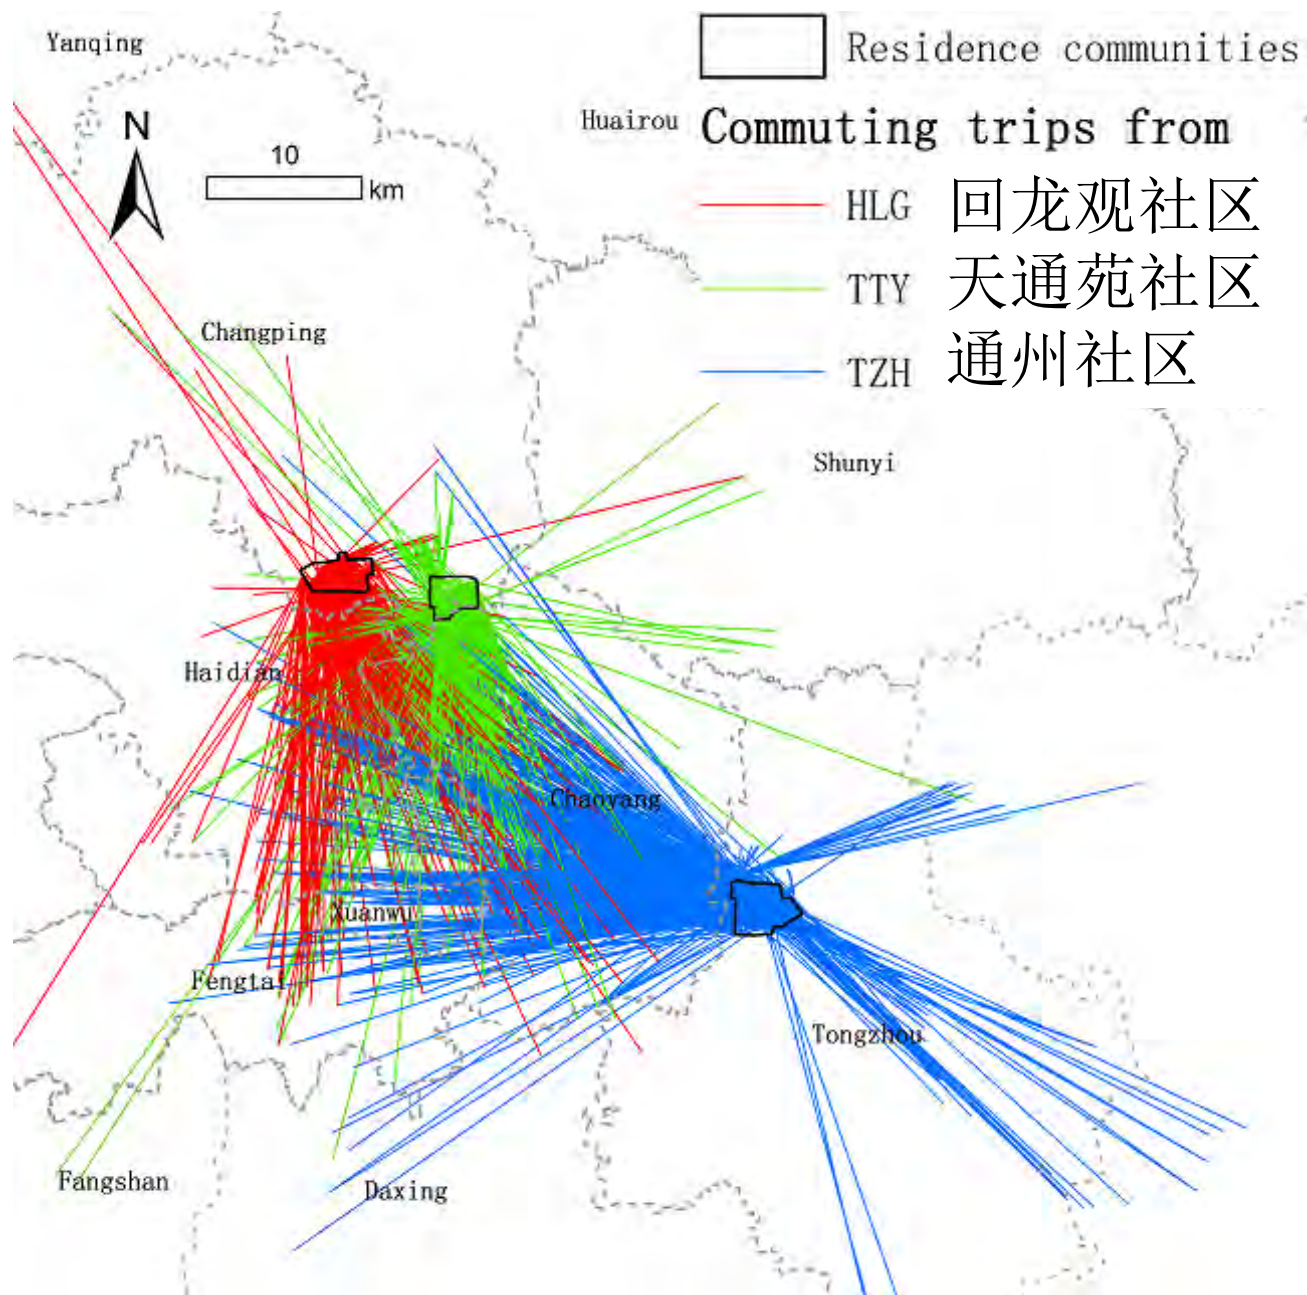 Yanqing
Residence communities
Huairou
Commuting trips from
N
10
km
HLG 回龙观社区
TTY 天通苑社区
TZH 通州社区
Changping
Shunyi
Haidian
Chaoyang
Xuanwu
Fengtai
Tongzhou
Fangshan
Daxing